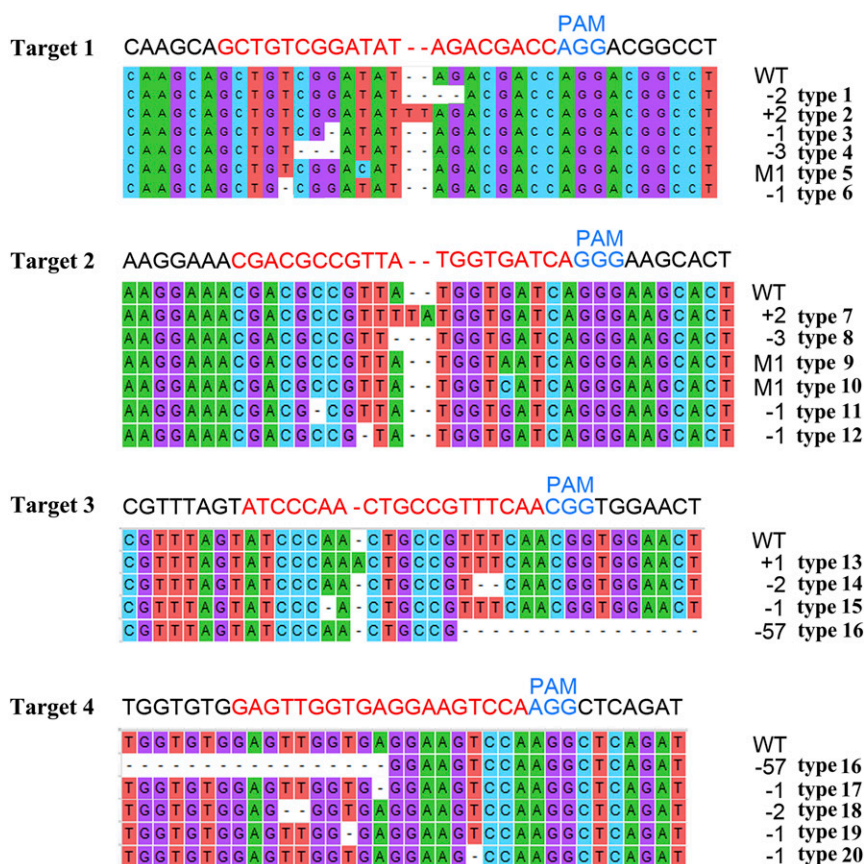 PAM
Target 1 CAAGCAGCTGTCGGATAT--AGACGACCAGGACGGCCT
CAAGCAGCTGTCGGATAT--AGACGACCAGGACGGCCT WT
CAAGCAGCTGTCGGATAT----ACGACCAGGACGGCCT -2 type 1
CAAGCAGCTGTCGGATATTTAGACGACCAGGACGGCCT +2 type 2
CAAGCAGCTGTCG-ATAT--AGACGACCAGGACGGCCT -1 type 3
CAAGCAGCTGT---ATAT--AGACGACCAGGACGGCCT -3 type 4
CAAGCAGCTGTCGGACAT--AGACGACCAGGACGGCCT M1 type 5
CAAGCAGCTG-CGGATAT--AGACGACCAGGACGGCCT -1 type 6
PAM
Target 2 AAGGAAACGACGCCGTTA--TGGTGATCAGGGAAGCACT
AAGGAAACGACGCCGTTA--TGGTGATCAGGGAAGCACT WT
AAGGAAACGACGCCGTTTTATGGTGATCAGGGAAGCACT +2 type 7
AAGGAAACGACGCCGTT---TGGTGATCAGGGAAGCACT -3 type 8
AAGGAAACGACGCCGTTA--TGGTAATCAGGGAAGCACT M1 type 9
AAGGAAACGACGCCGTTA--TGGTCATCAGGGAAGCACT M1 type 10
AAGGAAACGACG-CGTTA--TGGTGATCAGGGAAGCACT -1 type 11
AAGGAAACGACGCCG-TA--TGGTGATCAGGGAAGCACT -1 type 12
PAM
Target 3 CGTTTAGTATCCCAA-CTGCCGTTTCAACGGTGGAACT
CGTTTAGTATCCCAA-CTGCCGTTTCAACGGTGGAACT WT
CGTTTAGTATCCCAAACTGCCGTTTCAACGGTGGAACT +1 type 13
CGTTTAGTATCCCAA-CTGCCGT--CAACGGTGGAACT -2 type 14
CGTTTAGTATCCC-A-CTGCCGTTTCAACGGTGGAACT -1 type 15
CGTTTAGTATCCCAA-CTGCCG---------------- -57 type 16
PAM
Target 4 TGGTGTGGAGTTGGTGAGGAAGTCCAAGGCTCAGAT
TGGTGTGGAGTTGGTGAGGAAGTCCAAGGCTCAGAT WT
-----------------GGAAGTCCAAGGCTCAGAT -57 type 16
TGGTGTGGAGTTGGTG-GGAAGTCCAAGGCTCAGAT -1 type 17
TGGTGTGGAG--GGTGAGGAAGTCCAAGGCTCAGAT -2 type 18
TGGTGTGGAGTTGG-GAGGAAGTCCAAGGCTCAGAT -1 type 19
TGGTGTGGAGTTGGTGAGGAAG-CCAAGGCTCAGAT -1 type 20